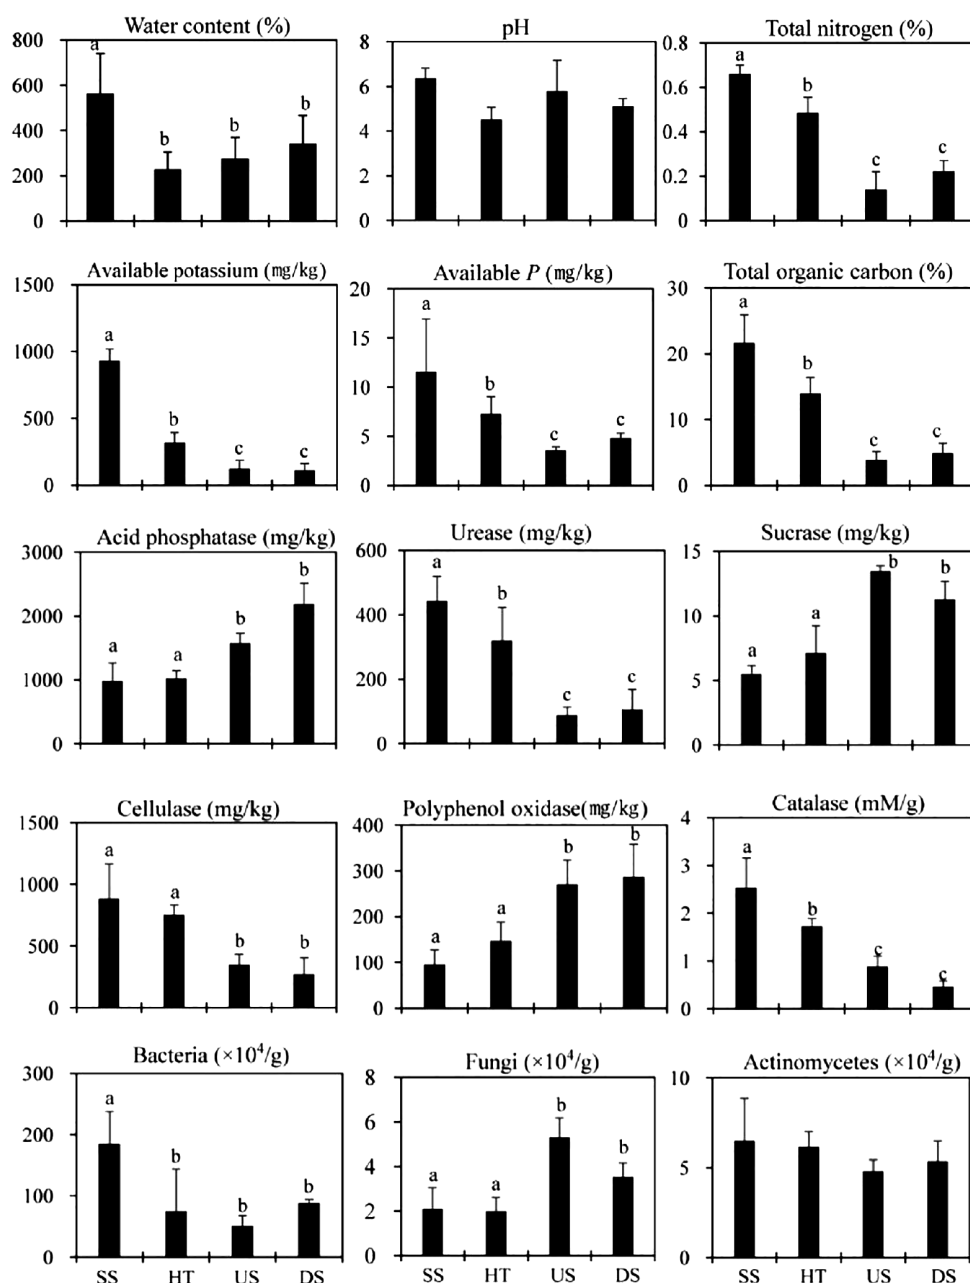 Water content (%)
800
600
400
200
0
a
b
b
b
pH
8
6
4
2
0
Total nitrogen (%)
0.8
0.6
0.4
0.2
0
a
b
c
c
Available potassium (mg/kg)
1500
1000
500
0
a
b
c
c
Available P (mg/kg)
20
15
10
5
0
a
b
c
c
Total organic carbon (%)
30
20
10
0
a
b
c
c
Acid phosphatase (mg/kg)
3000
2000
1000
0
a
a
b
b
Urease (mg/kg)
600
400
200
0
a
b
c
c
Sucrase (mg/kg)
15
10
5
0
a
a
b
b
Cellulase (mg/kg)
1500
1000
500
0
a
a
b
b
Polyphenol oxidase(mg/kg)
400
300
200
100
0
a
a
b
b
Catalase (mM/g)
4
3
2
1
0
a
b
c
c
Bacteria (×10⁴/g)
300
200
100
0
a
b
b
b
SS HT US DS
Fungi (×10⁴/g)
8
6
4
2
0
a
a
b
b
SS HT US DS
Actinomycetes (×10⁴/g)
10
5
0
SS HT US DS